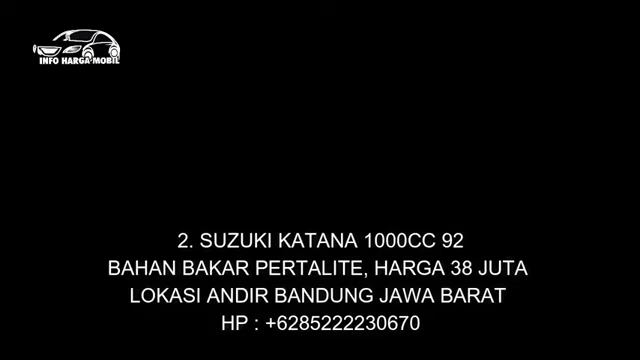 INFO HARGA MOBIL
2. SUZUKI KATANA 1000CC 92
BAHAN BAKAR PERTALITE, HARGA 38 JUTA
LOKASI ANDIR BANDUNG JAWA BARAT
HP : +6285222230670